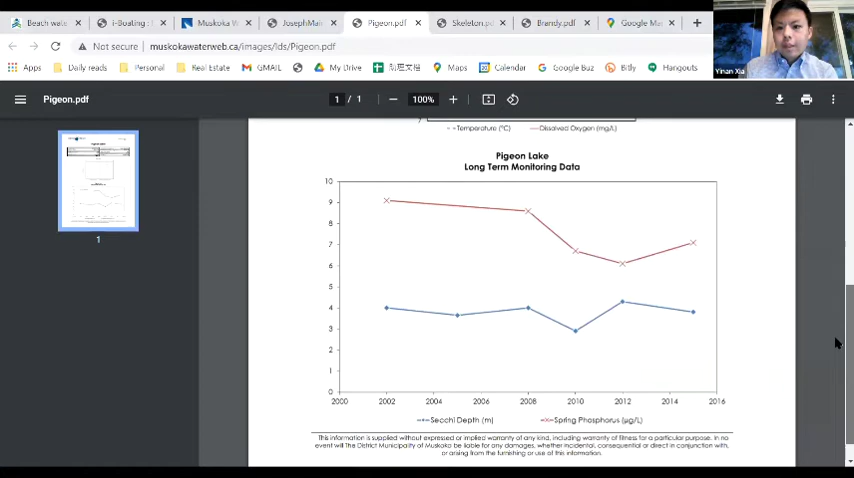 Beach wate
i-Boating :
Muskoka W
JosephMain
Pigeon.pdf
Skeleton.pd
Brandy.pdf
Google Ma
Not secure
muskokawaterweb.ca/images/lds/Pigeon.pdf
Apps
Daily reads
Personal
Real Estate
GMAIL
My Drive
助理文档
Maps
Calendar
Google Buz
Bitly
Hangouts
Yinan Xia
Pigeon.pdf
1 / 1
100%
1
Temperature (°C)
Dissolved Oxygen (mg/L)
Pigeon Lake
Long Term Monitoring Data
10
9
8
7
6
5
4
3
2
1
0
2000 2002 2004 2006 2008 2010 2012 2014 2016
Secchi Depth (m)
Spring Phosphorus (µg/L)
This information is supplied without expressed or implied warranty of any kind, including warranty of fitness for a particular purpose. In no
event will The District Municipality of Muskoka be liable for any damages, whether incidental, consequential or direct in conjunction with,
or arising from the furnishing or use of this information.